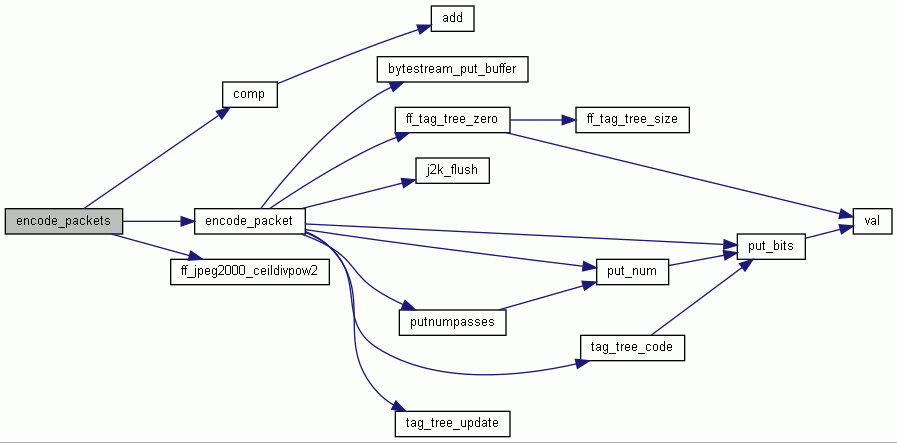 add
bytestream_put_buffer
comp
ff_tag_tree_zero
ff_tag_tree_size
j2k_flush
encode_packets
encode_packet
val
put_bits
ff_jpeg2000_ceildivpow2
put_num
putnumpasses
tag_tree_code
tag_tree_update